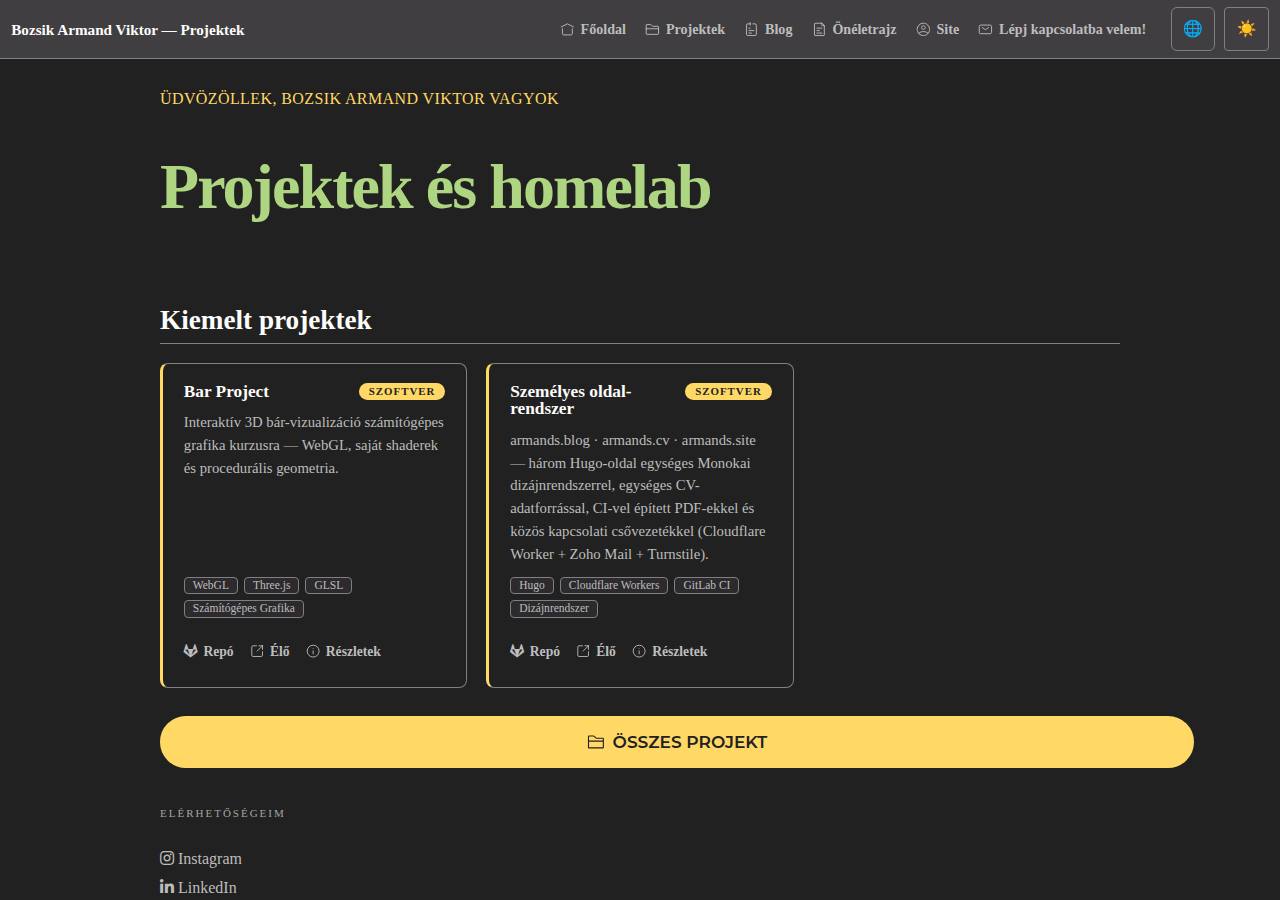 Bozsik Armand Viktor — Projektek
Főoldal
Projektek
Blog
Önéletrajz
Site
Lépj kapcsolatba velem!
ÜDVÖZÖLLEK, BOZSIK ARMAND VIKTOR VAGYOK
Projektek és homelab
Kiemelt projektek
Bar Project
SZOFTVER
Interaktív 3D bár-vizualizáció számítógépes
grafika kurzusra — WebGL, saját shaderek
és procedurális geometria.
WebGL
Three.js
GLSL
Számítógépes Grafika
Repó
Élő
Részletek
Személyes oldal-
rendszer
SZOFTVER
armands.blog · armands.cv · armands.site
— három Hugo-oldal egységes Monokai
dizájnrendszerrel, egységes CV-
adatforrással, CI-vel épített PDF-ekkel és
közös kapcsolati csővezetékkel (Cloudflare
Worker + Zoho Mail + Turnstile).
Hugo
Cloudflare Workers
GitLab CI
Dizájnrendszer
Repó
Élő
Részletek
ÖSSZES PROJEKT
ELÉRHETŐSÉGEIM
Instagram
LinkedIn